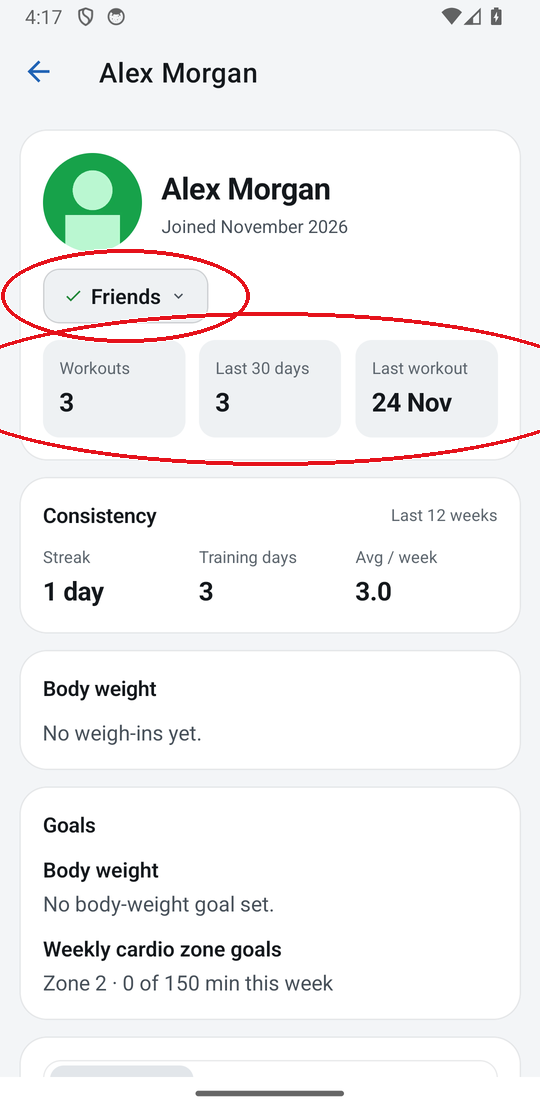 4:17
Alex Morgan
Alex Morgan
Joined November 2026
Friends
Workouts
3
Last 30 days
3
Last workout
24 Nov
Consistency
Last 12 weeks
Streak
1 day
Training days
3
Avg / week
3.0
Body weight
No weigh-ins yet.
Goals
Body weight
No body-weight goal set.
Weekly cardio zone goals
Zone 2 · 0 of 150 min this week